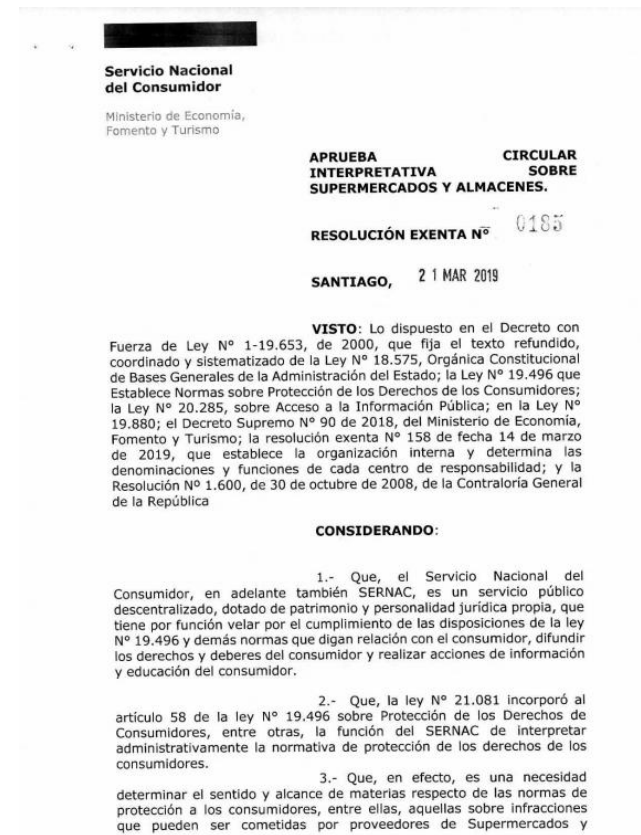 Servicio Nacional
del Consumidor
Ministerio de Economía,
Fomento y Turismo
APRUEBA CIRCULAR
INTERPRETATIVA SOBRE
SUPERMERCADOS Y ALMACENES.
RESOLUCIÓN EXENTA Nº 0185
SANTIAGO, 21 MAR 2019
VISTO: Lo dispuesto en el Decreto con
Fuerza de Ley Nº 1-19.653, de 2000, que fija el texto refundido,
coordinado y sistematizado de la Ley Nº 18.575, Orgánica Constitucional
de Bases Generales de la Administración del Estado; la Ley Nº 19.496 que
Establece Normas sobre Protección de los Derechos de los Consumidores;
la Ley Nº 20.285, sobre Acceso a la Información Pública; en la Ley Nº
19.880; el Decreto Supremo Nº 90 de 2018, del Ministerio de Economía,
Fomento y Turismo; la resolución exenta Nº 158 de fecha 14 de marzo
de 2019, que establece la organización interna y determina las
denominaciones y funciones de cada centro de responsabilidad; y la
Resolución Nº 1.600, de 30 de octubre de 2008, de la Contraloría General
de la República
CONSIDERANDO:
1.- Que, el Servicio Nacional del
Consumidor, en adelante también SERNAC, es un servicio público
descentralizado, dotado de patrimonio y personalidad jurídica propia, que
tiene por función velar por el cumplimiento de las disposiciones de la ley
Nº 19.496 y demás normas que digan relación con el consumidor, difundir
los derechos y deberes del consumidor y realizar acciones de información
y educación del consumidor.
2.- Que, la ley Nº 21.081 incorporó al
artículo 58 de la ley Nº 19.496 sobre Protección de los Derechos de
Consumidores, entre otras, la función del SERNAC de interpretar
administrativamente la normativa de protección de los derechos de los
consumidores.
3.- Que, en efecto, es una necesidad
determinar el sentido y alcance de materias respecto de las normas de
protección a los consumidores, entre ellas, aquellas sobre infracciones
que pueden ser cometidas por proveedores de Supermercados y